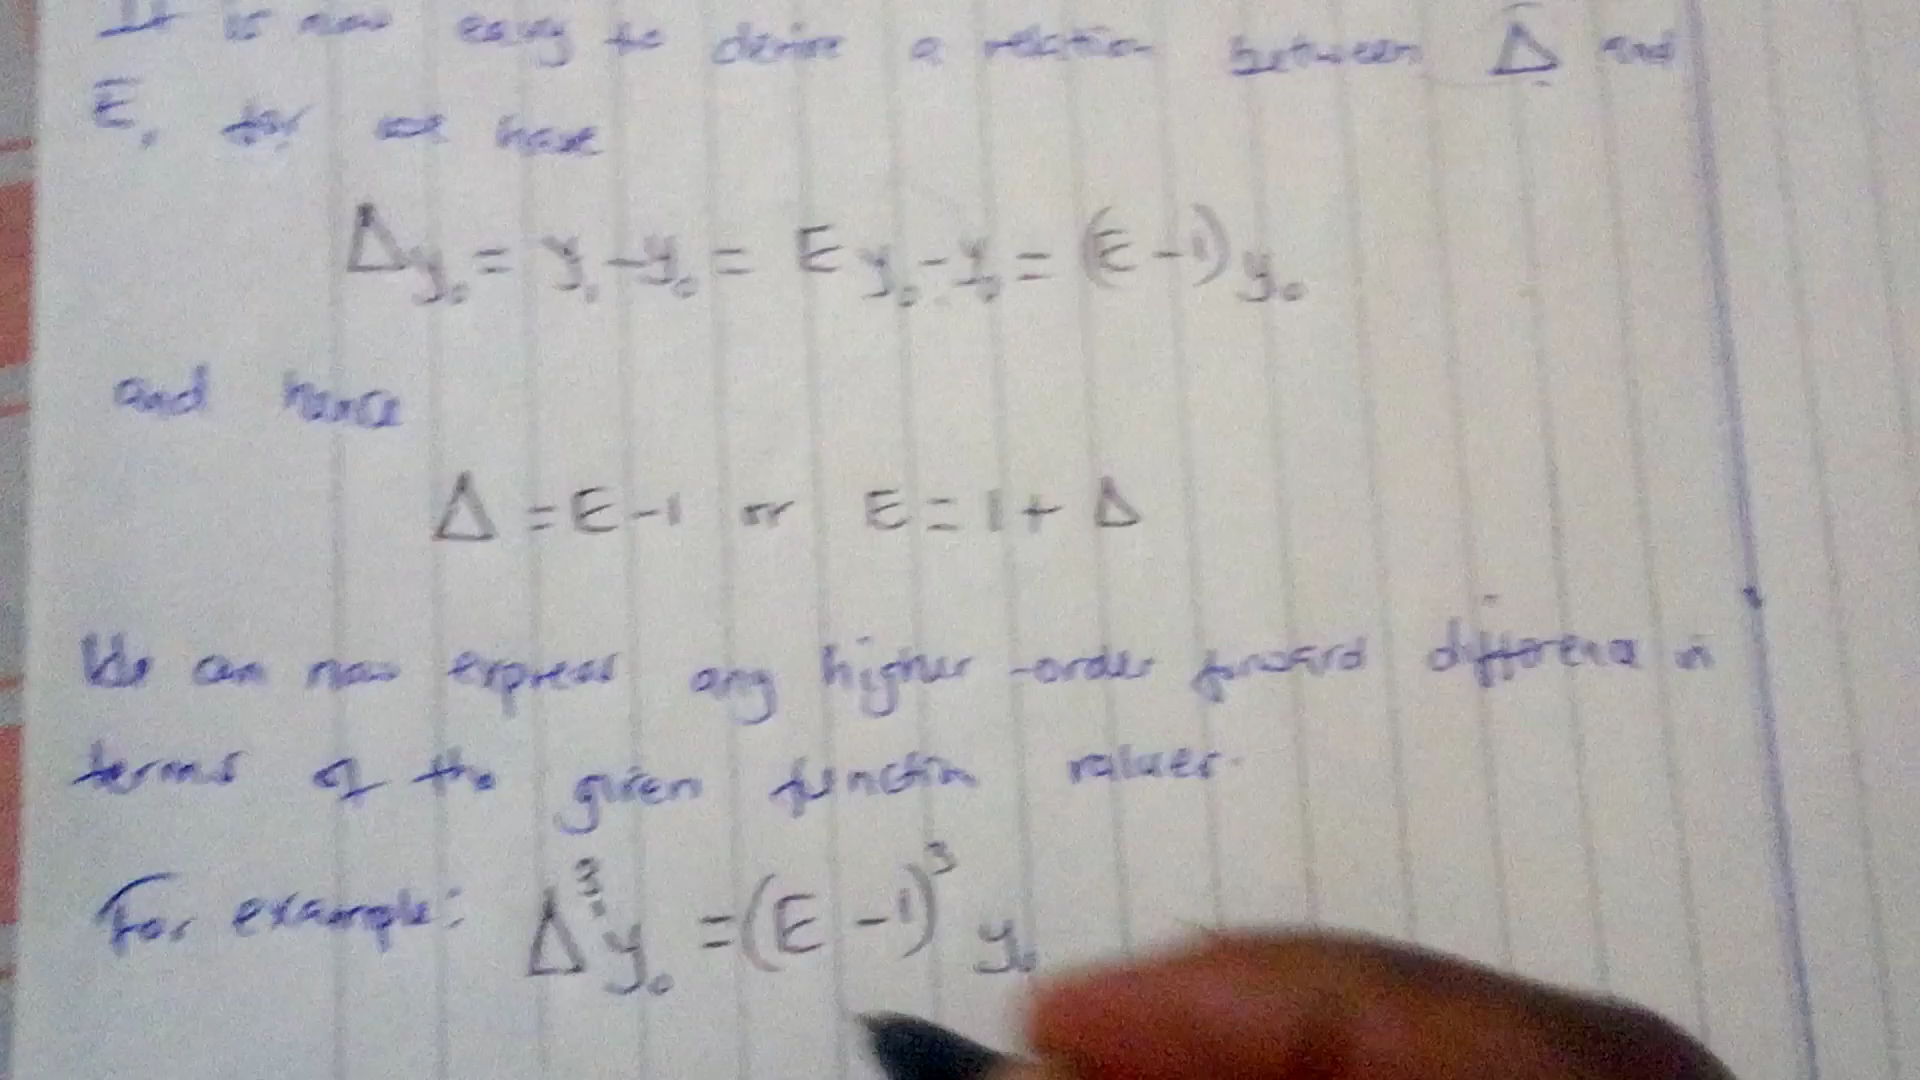 It is now easy to derive a relation between Δ and
E, for we have
Δy₀ = y₁ - y₀ = E y₀ - y₀ = (E - 1) y₀
and hence
Δ = E - 1 or E = 1 + Δ
We can now express any higher-order forward difference in
terms of the given function values.
For example: Δ³y₀ = (E - 1)³ y₀